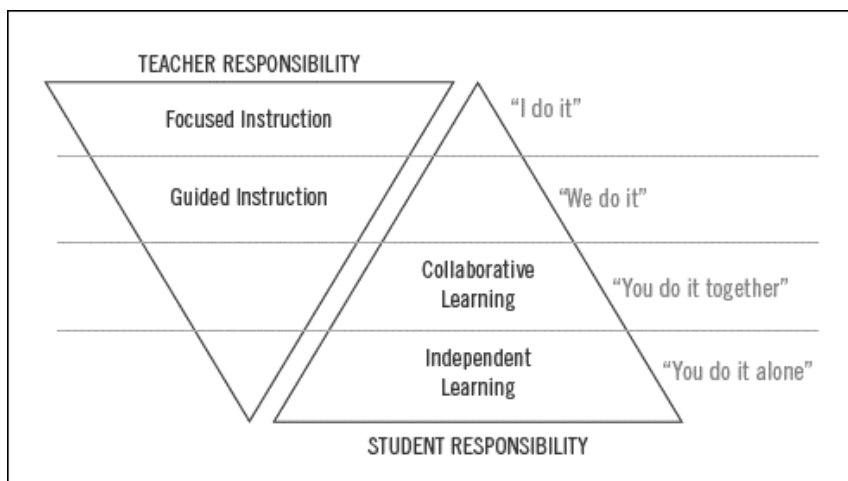 TEACHER RESPONSIBILITY
Focused Instruction
“I do it”
Guided Instruction
“We do it”
Collaborative
Learning
“You do it together”
Independent
Learning
“You do it alone”
STUDENT RESPONSIBILITY